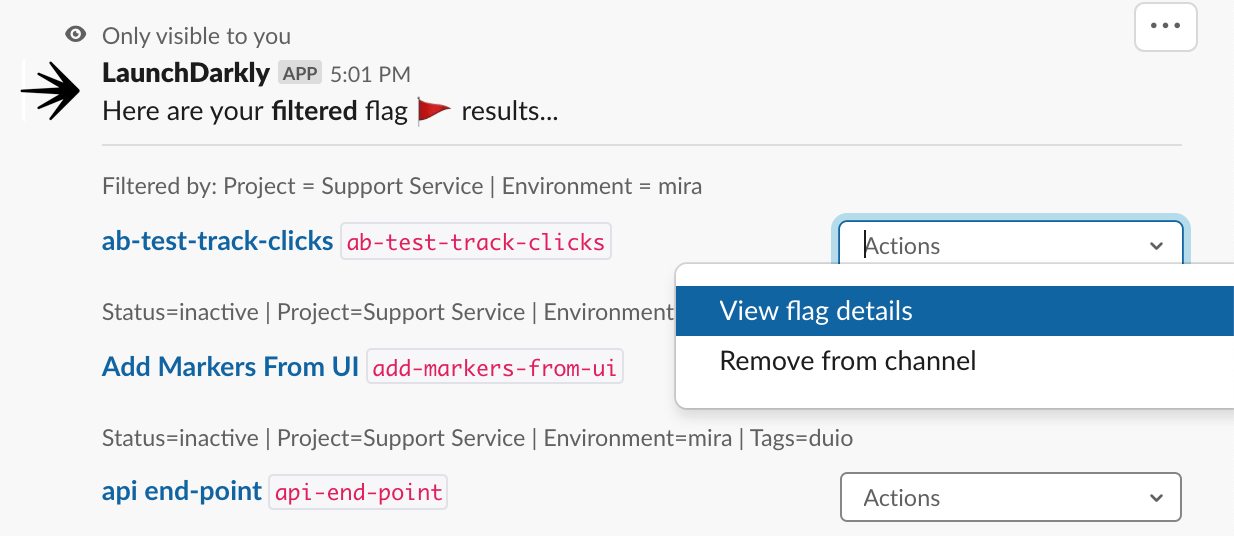 Only visible to you
LaunchDarkly APP 5:01 PM
Here are your filtered flag results...
Filtered by: Project = Support Service | Environment = mira
ab-test-track-clicks ab-test-track-clicks
Actions
Status=inactive | Project=Support Service | Environment
View flag details
Remove from channel
Add Markers From UI add-markers-from-ui
Status=inactive | Project=Support Service | Environment=mira | Tags=duio
api end-point api-end-point
Actions